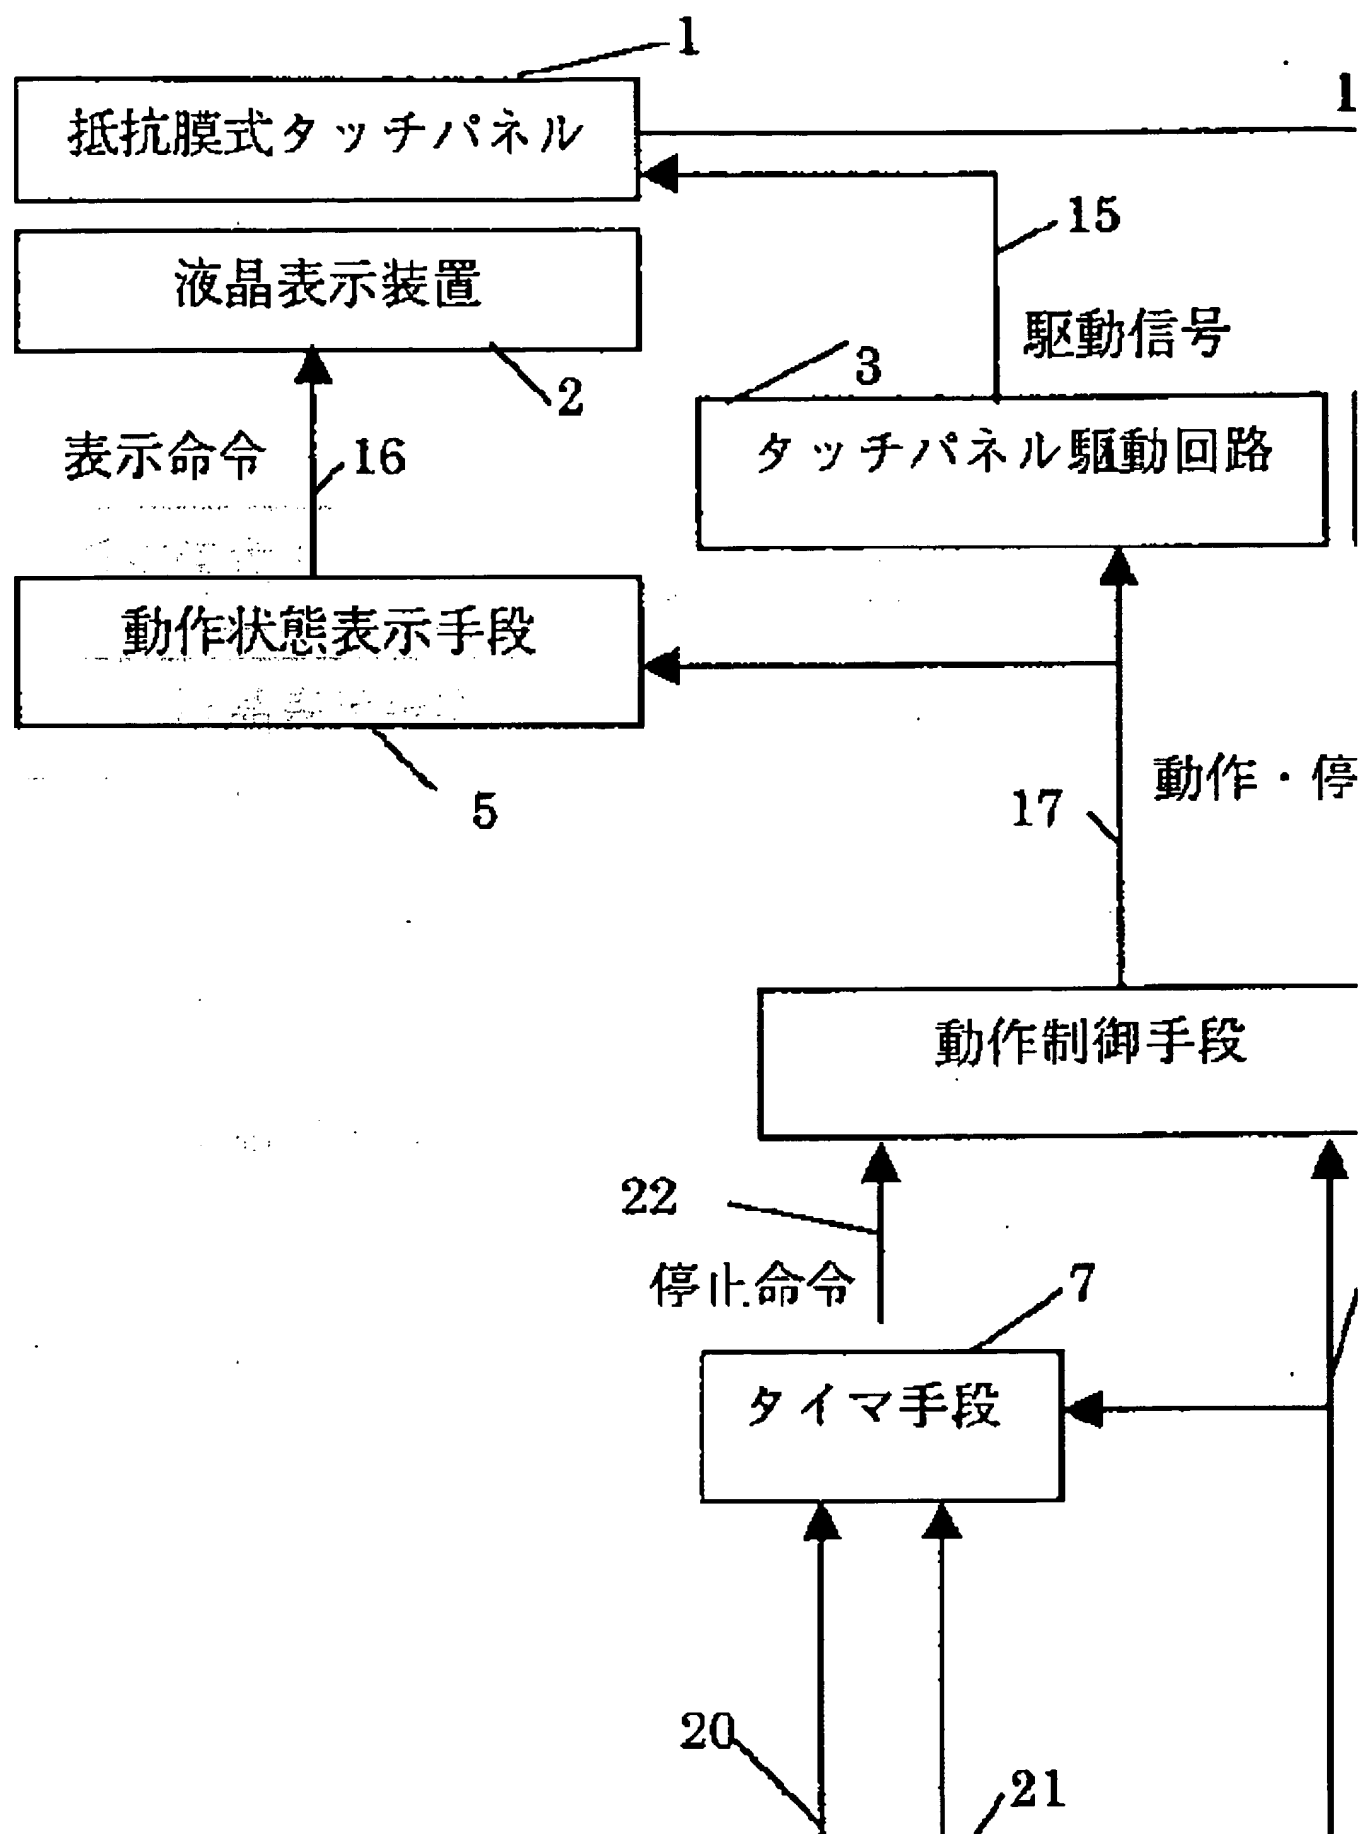 1
抵抗膜式タッチパネル
1
15
液晶表示装置
駆動信号
3
2
表示命令
16
タッチパネル駆動回路
動作状態表示手段
5
動作・停
17
動作制御手段
22
停止命令
7
タイマ手段
20
21